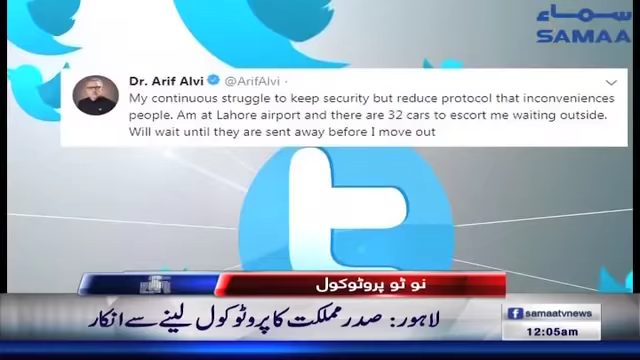 سماء
SAMAA
Dr. Arif Alvi @ArifAlvi ·
My continuous struggle to keep security but reduce protocol that inconveniences
people. Am at Lahore airport and there are 32 cars to escort me waiting outside.
Will wait until they are sent away before I move out
نو ٹو پروٹوکول
لاہور: صدر مملکت کا پروٹوکول لینے سے انکار
f samaatvnews
12:05am